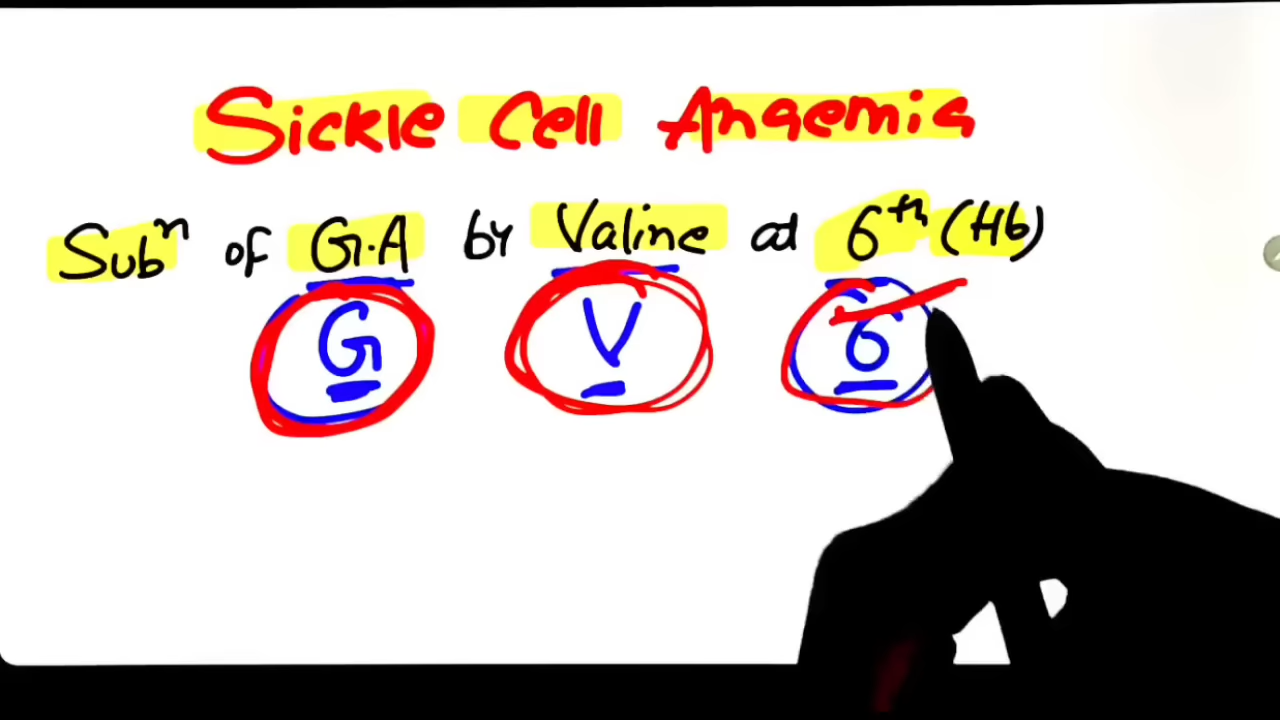 Sickle Cell Anaemia
Subⁿ of G.A by Valine at 6th (Hb)
G V 6